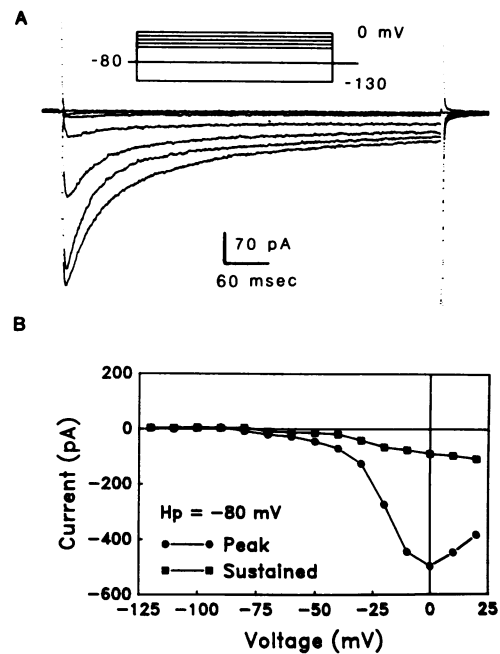 A
0 mV
-80
-130
70 pA
60 msec
B
200
0
-200
-400
-600
Current (pA)
Hp = -80 mV
Peak
Sustained
-125
-100
-75
-50
-25
0
25
Voltage (mV)